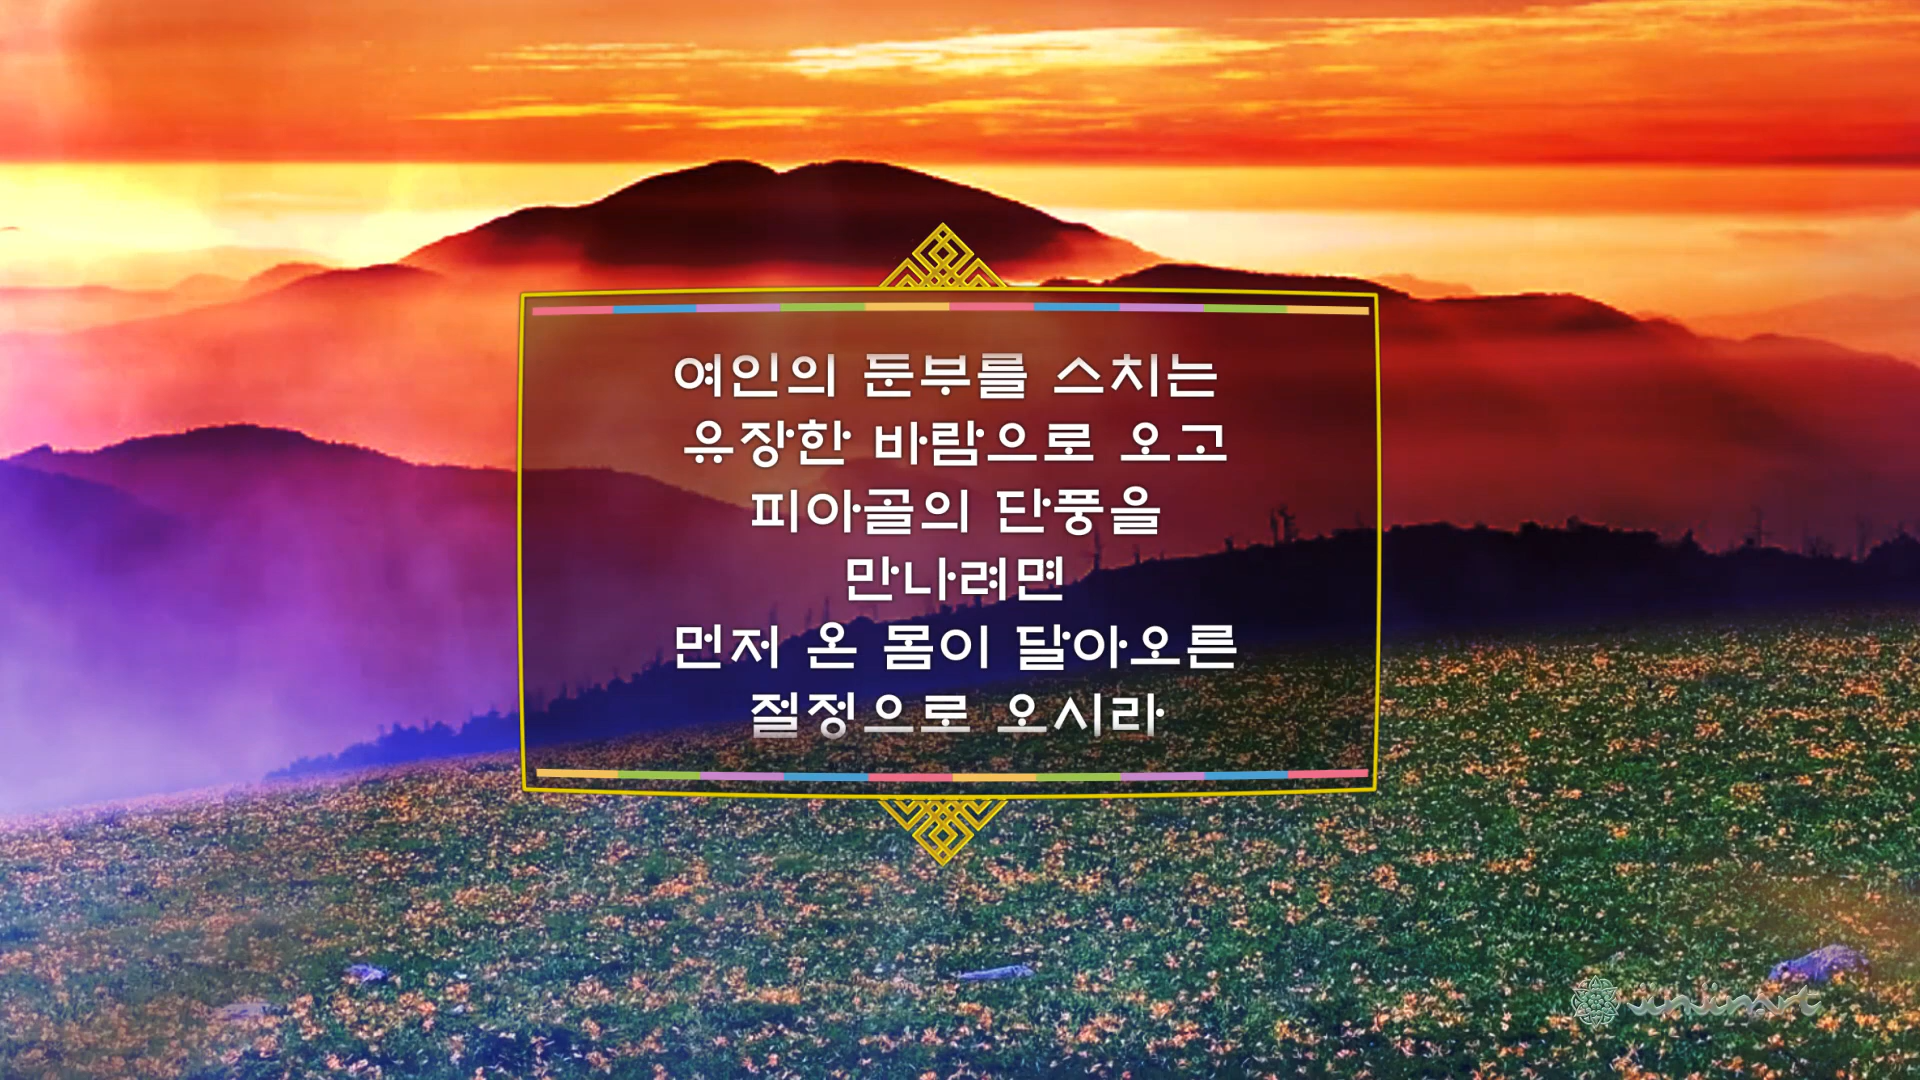 여인의 둔부를 스치는
유장한 바람으로 오고
피아골의 단풍을
만나려면
먼저 온 몸이 달아오른
절정으로 오시라
jinjinart